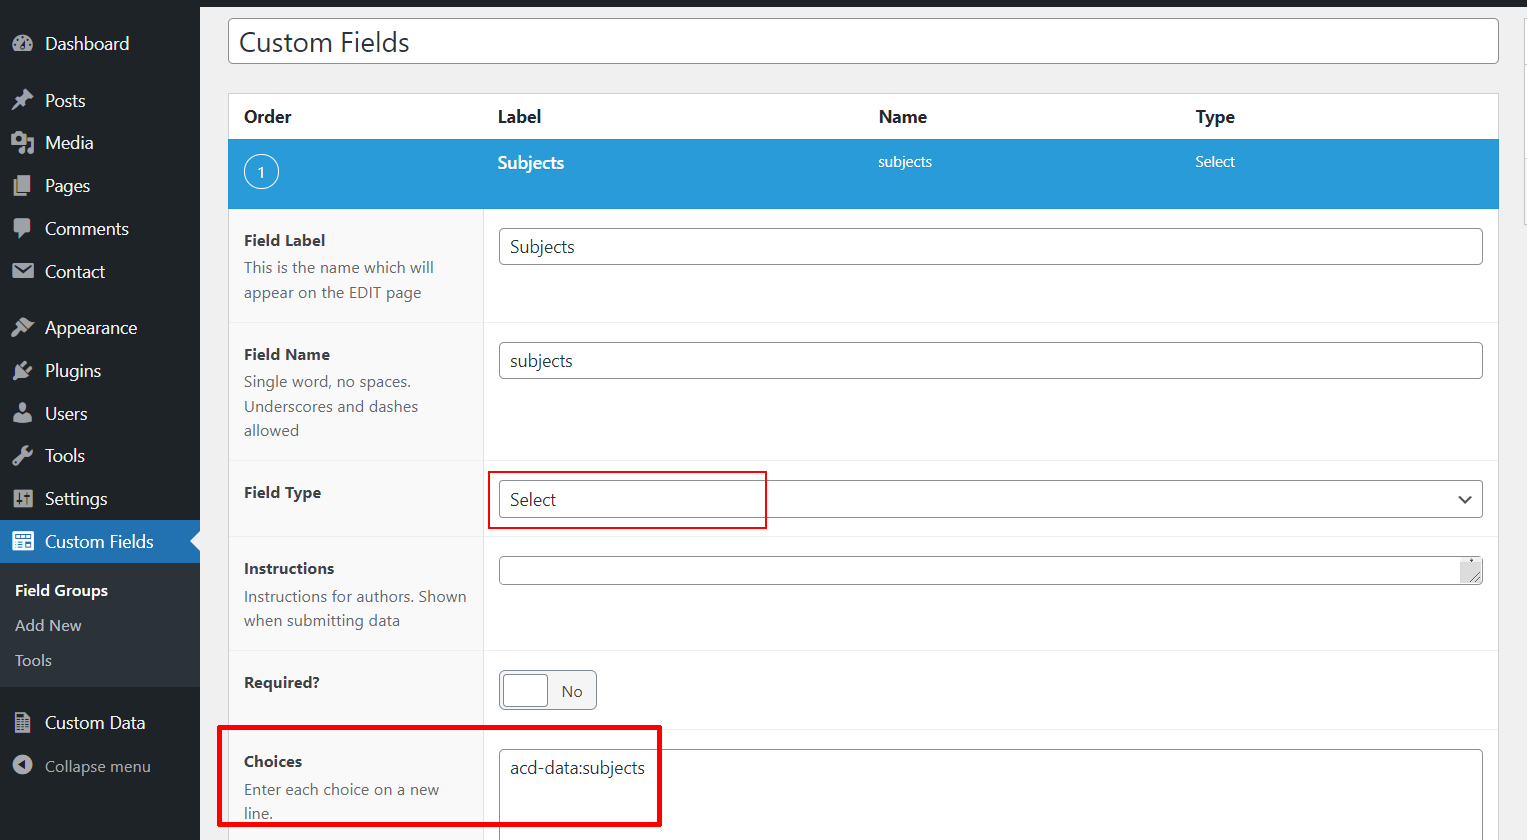 Dashboard
Posts
Media
Pages
Comments
Contact
Appearance
Plugins
Users
Tools
Settings
Custom Fields
Field Groups
Add New
Tools
Custom Data
Collapse menu
Custom Fields
Order Label Name Type
1 Subjects subjects Select
Field Label
This is the name which will
appear on the EDIT page
Subjects
Field Name
Single word, no spaces.
Underscores and dashes
allowed
subjects
Field Type
Select
Instructions
Instructions for authors. Shown
when submitting data
Required?
No
Choices
Enter each choice on a new
line.
acd-data:subjects